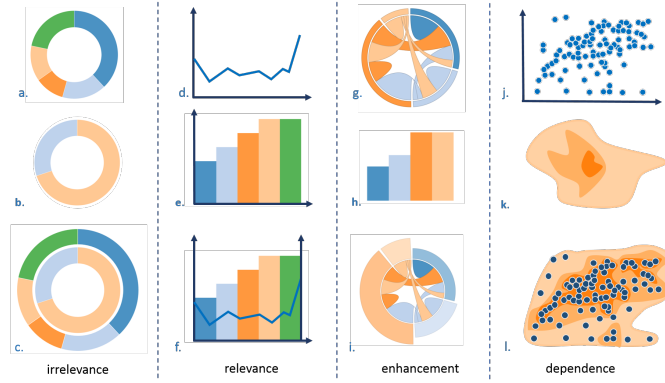 a.
d.
g.
j.
b.
e.
h.
k.
c.
f.
i.
l.
irrelevance
relevance
enhancement
dependence